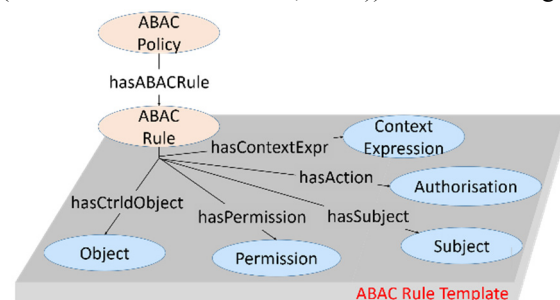 ABAC
Policy
hasABACRule
ABAC
Rule
Context
Expression
hasContextExpr
hasAction
Authorisation
hasCtrldObject
hasPermission
hasSubject
Object
Permission
Subject
ABAC Rule Template